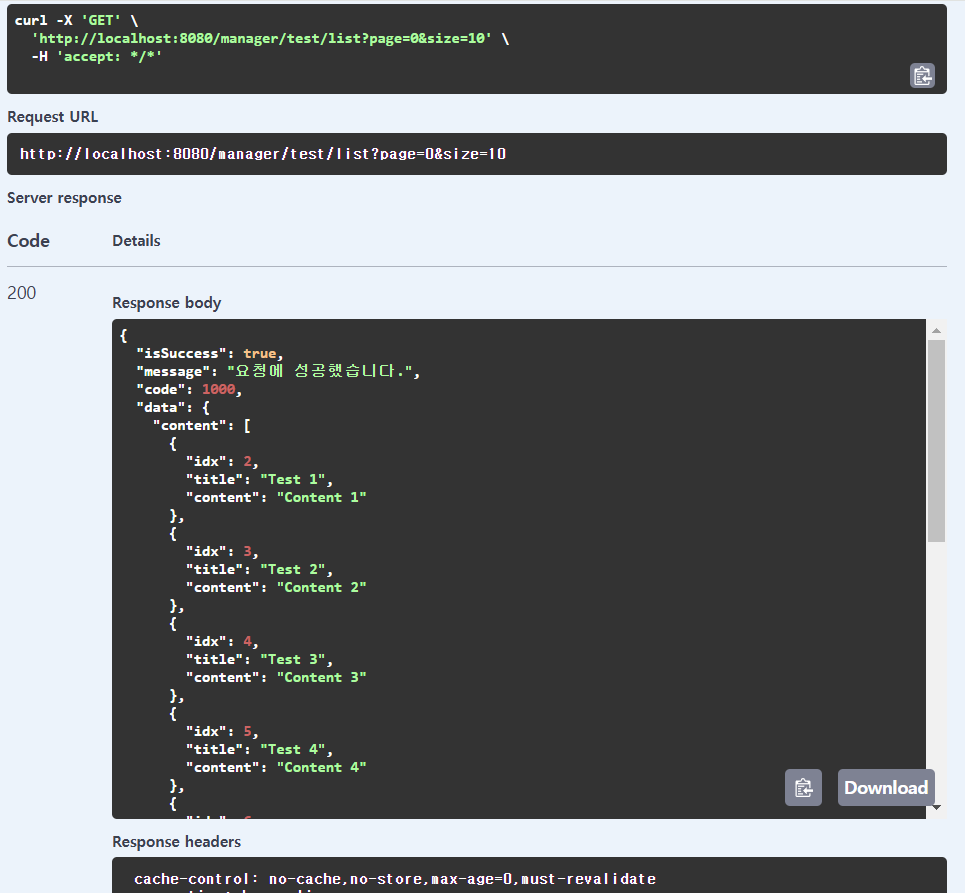 curl -X 'GET' \
  'http://localhost:8080/manager/test/list?page=0&size=10' \
  -H 'accept: */*'
Request URL
http://localhost:8080/manager/test/list?page=0&size=10
Server response
Code Details
200
Response body
{
  "isSuccess": true,
  "message": "요청에 성공했습니다.",
  "code": 1000,
  "data": {
    "content": [
      {
        "idx": 2,
        "title": "Test 1",
        "content": "Content 1"
      },
      {
        "idx": 3,
        "title": "Test 2",
        "content": "Content 2"
      },
      {
        "idx": 4,
        "title": "Test 3",
        "content": "Content 3"
      },
      {
        "idx": 5,
        "title": "Test 4",
        "content": "Content 4"
      },
      {
Download
Response headers
cache-control: no-cache,no-store,max-age=0,must-revalidate